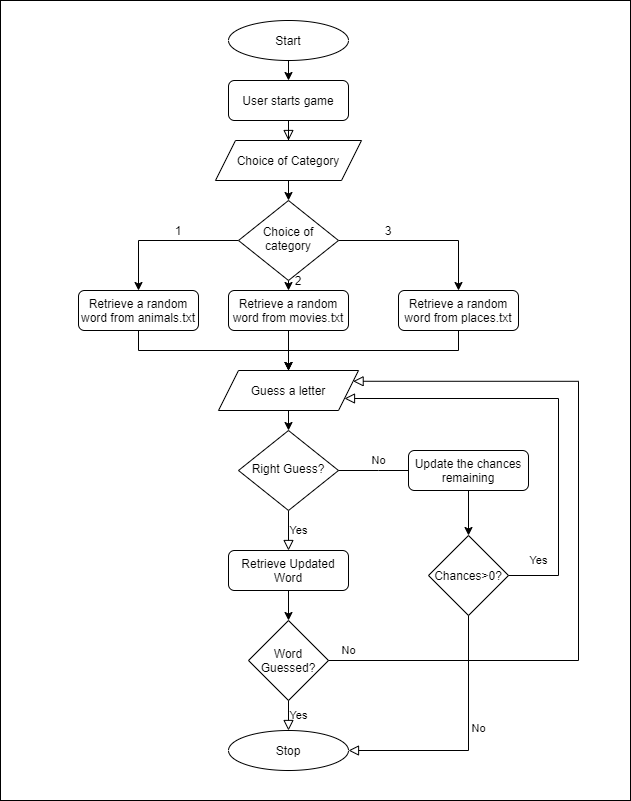 Start
User starts game
Choice of Category
Choice of
category
1
2
3
Retrieve a random
word from animals.txt
Retrieve a random
word from movies.txt
Retrieve a random
word from places.txt
Guess a letter
Right Guess?
No
Update the chances
remaining
Yes
Retrieve Updated
Word
Chances>0?
Yes
Word
Guessed?
No
Yes
No
Stop